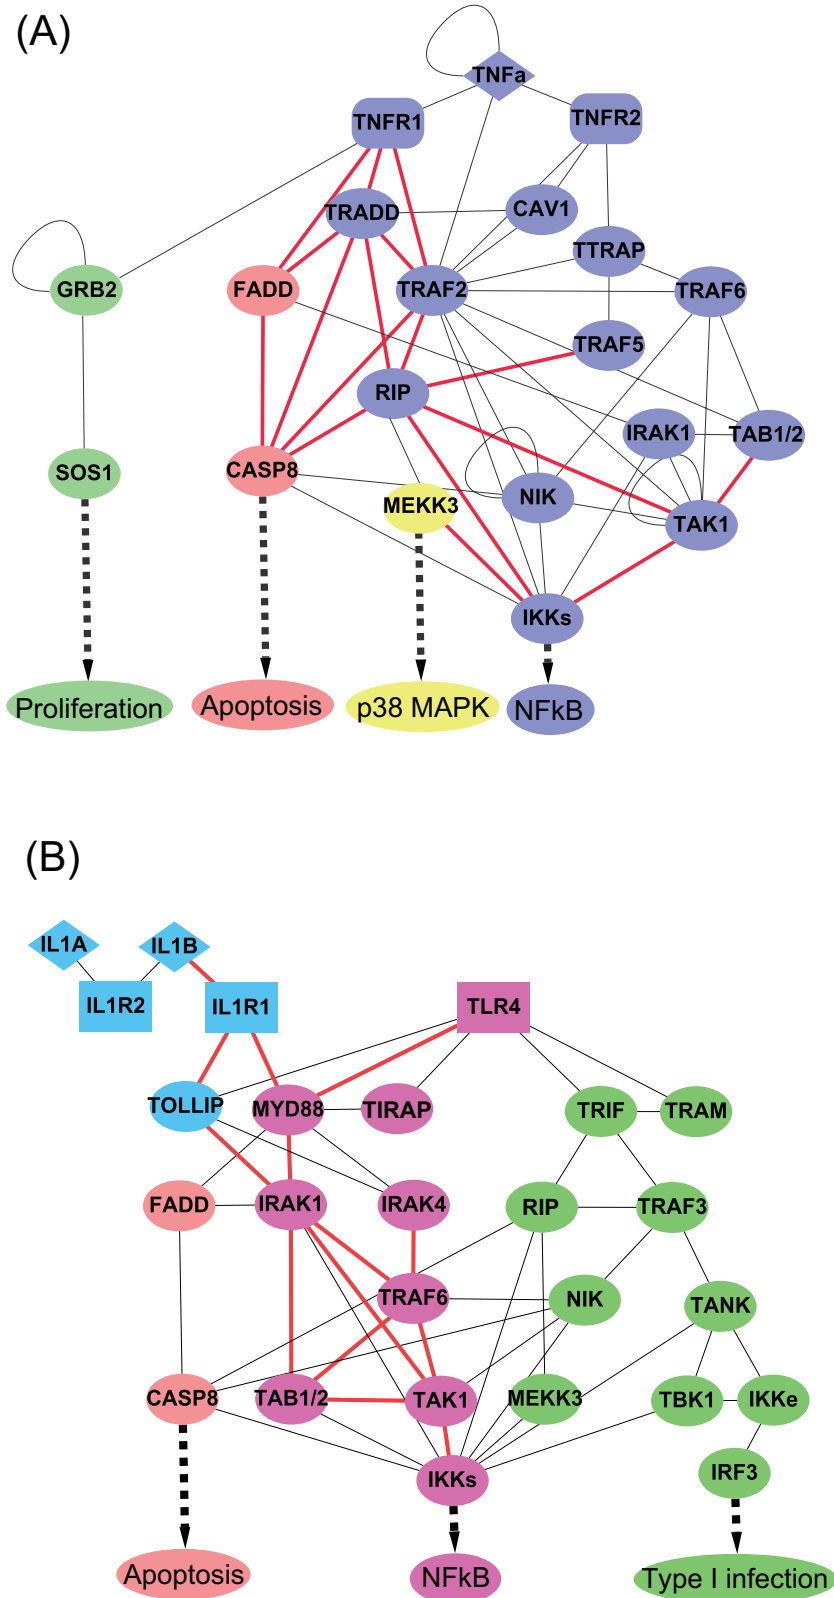 (A)
TNFa
TNFR1
TNFR2
TRADD
CAV1
TTRAP
GRB2
FADD
TRAF2
TRAF6
TRAF5
RIP
IRAK1
TAB1/2
SOS1
CASP8
MEKK3
NIK
TAK1
IKKs
Proliferation
Apoptosis
p38 MAPK
NFkB
(B)
IL1A
IL1B
IL1R2
IL1R1
TLR4
TOLLIP
MYD88
TIRAP
TRIF
TRAM
FADD
IRAK1
IRAK4
RIP
TRAF3
TRAF6
NIK
TANK
CASP8
TAB1/2
TAK1
MEKK3
TBK1
IKKe
IKKs
IRF3
Apoptosis
NFkB
Type I infection